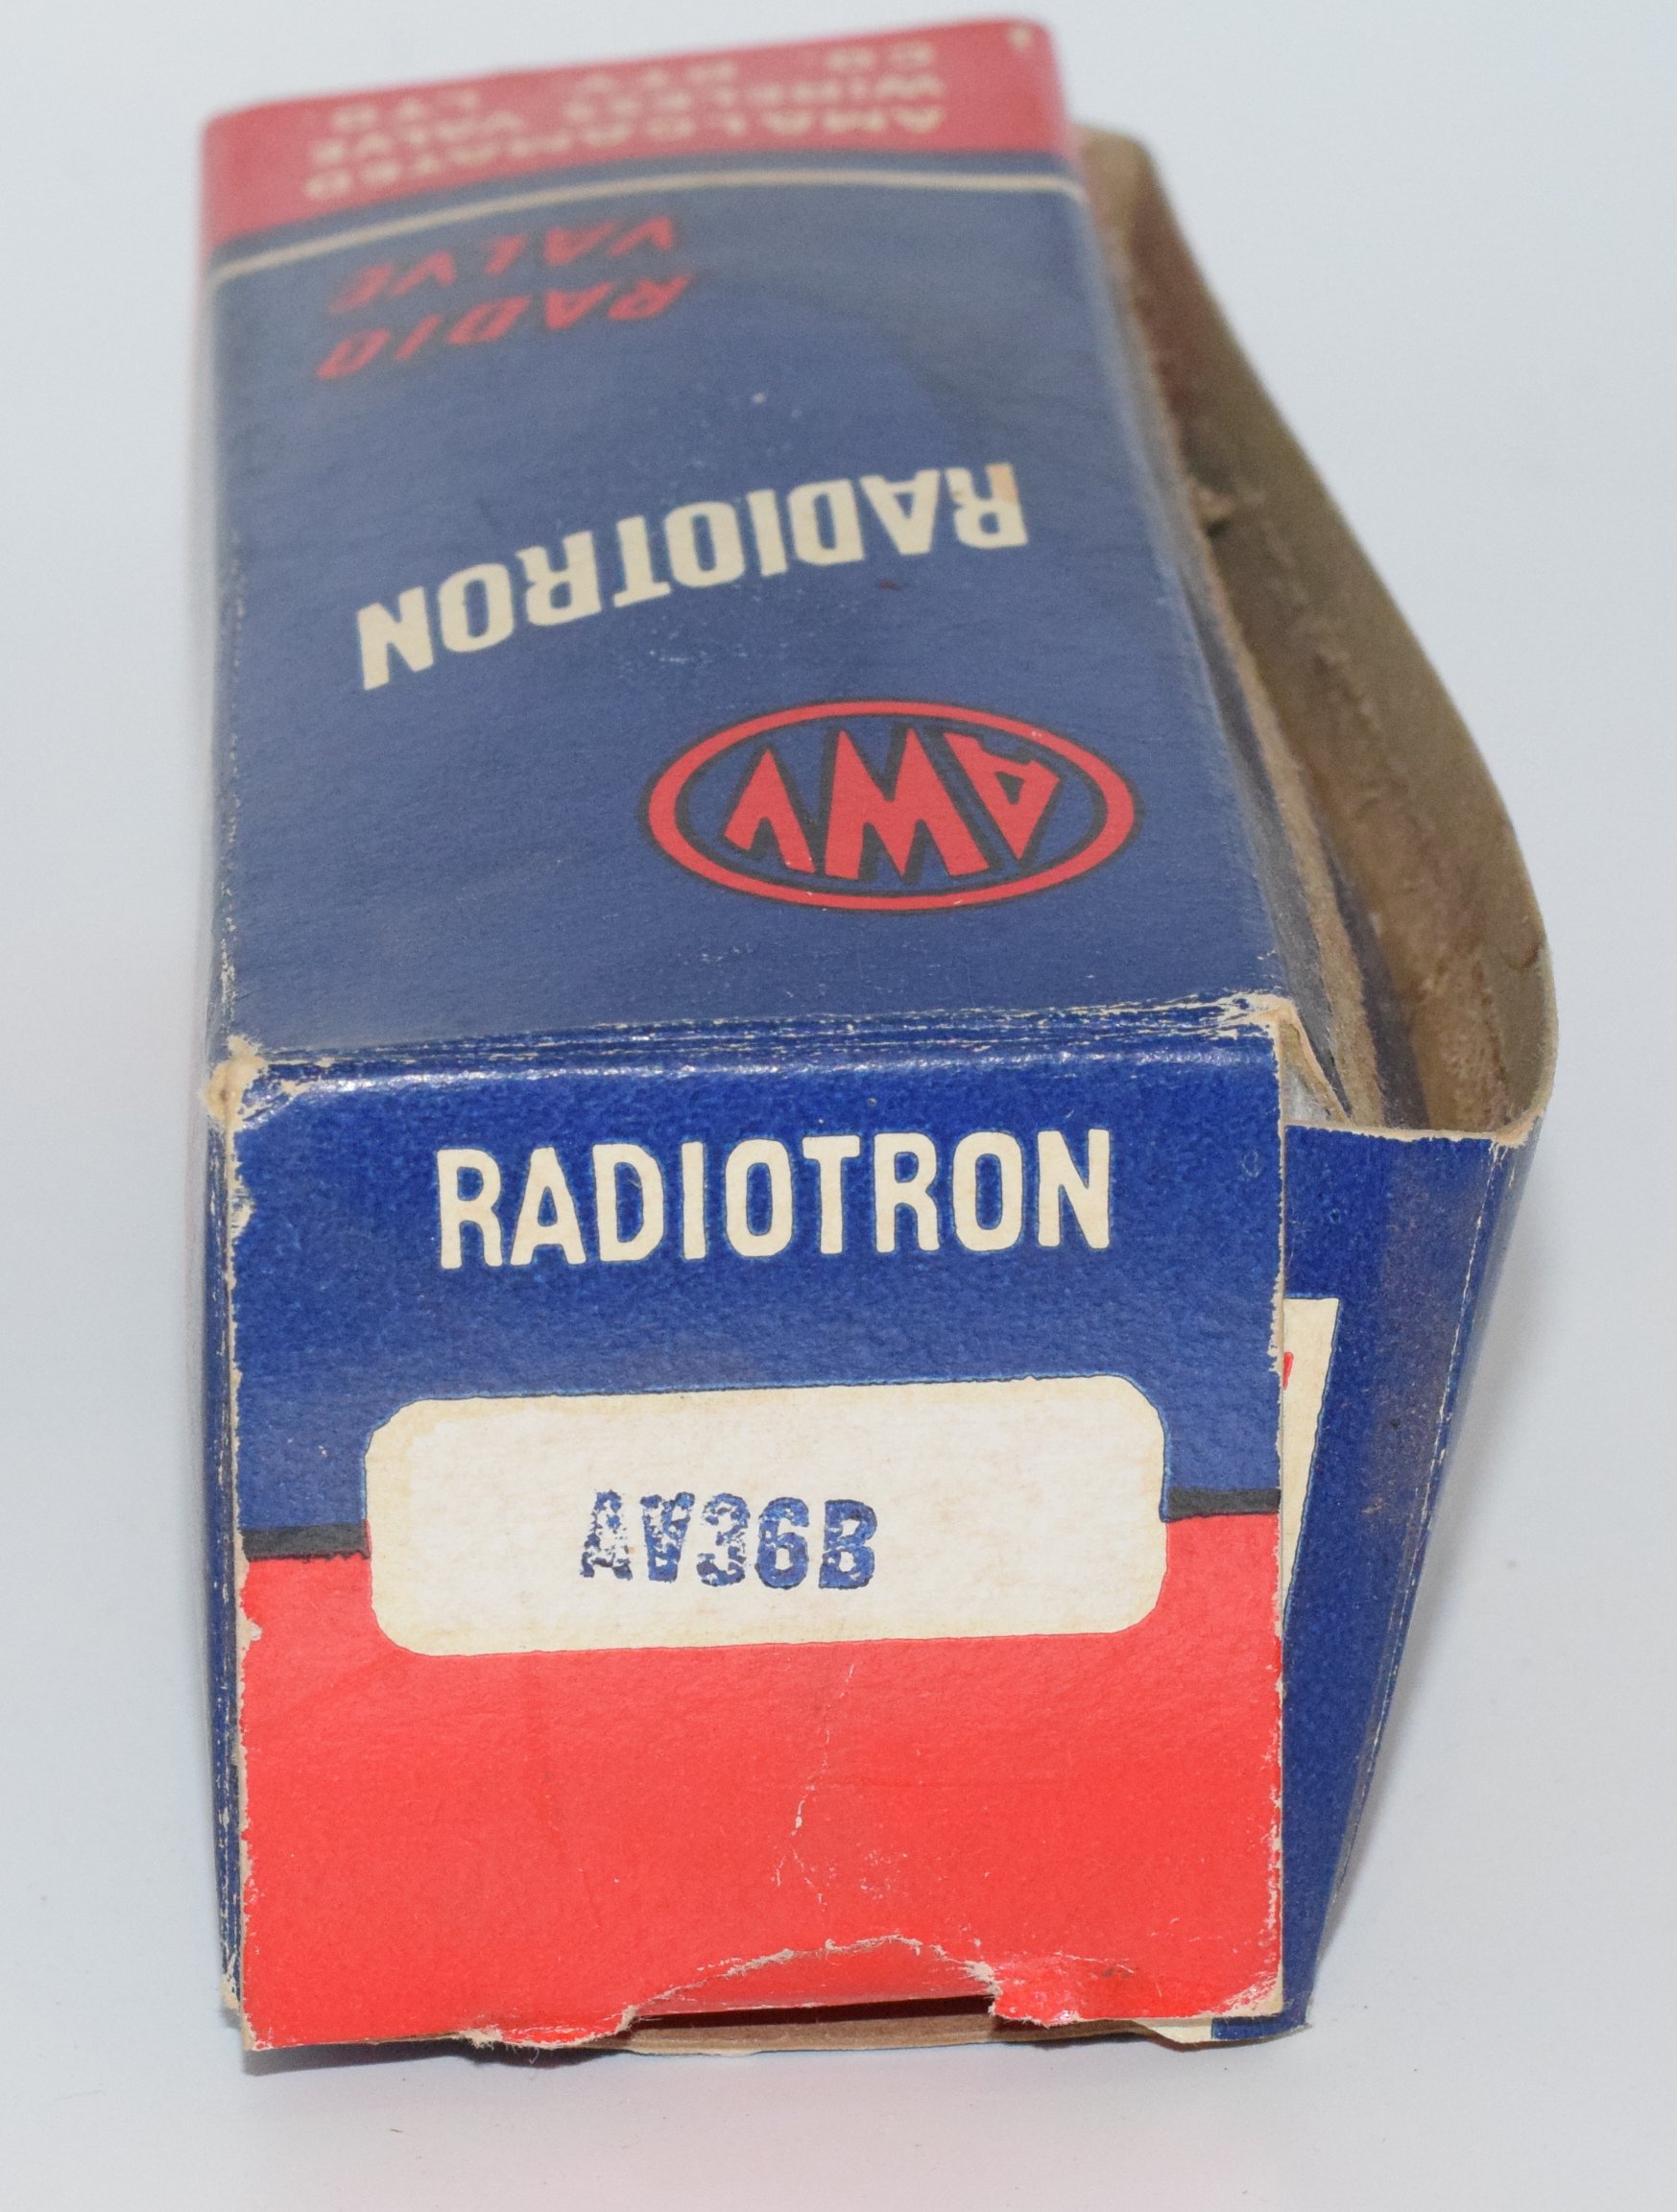 RADIOTRON
AV36B
AWV
RADIOTRON
RADIO
VALVE
AMALGAMATED
WIRELESS VALVE
CO. PTY. LTD.